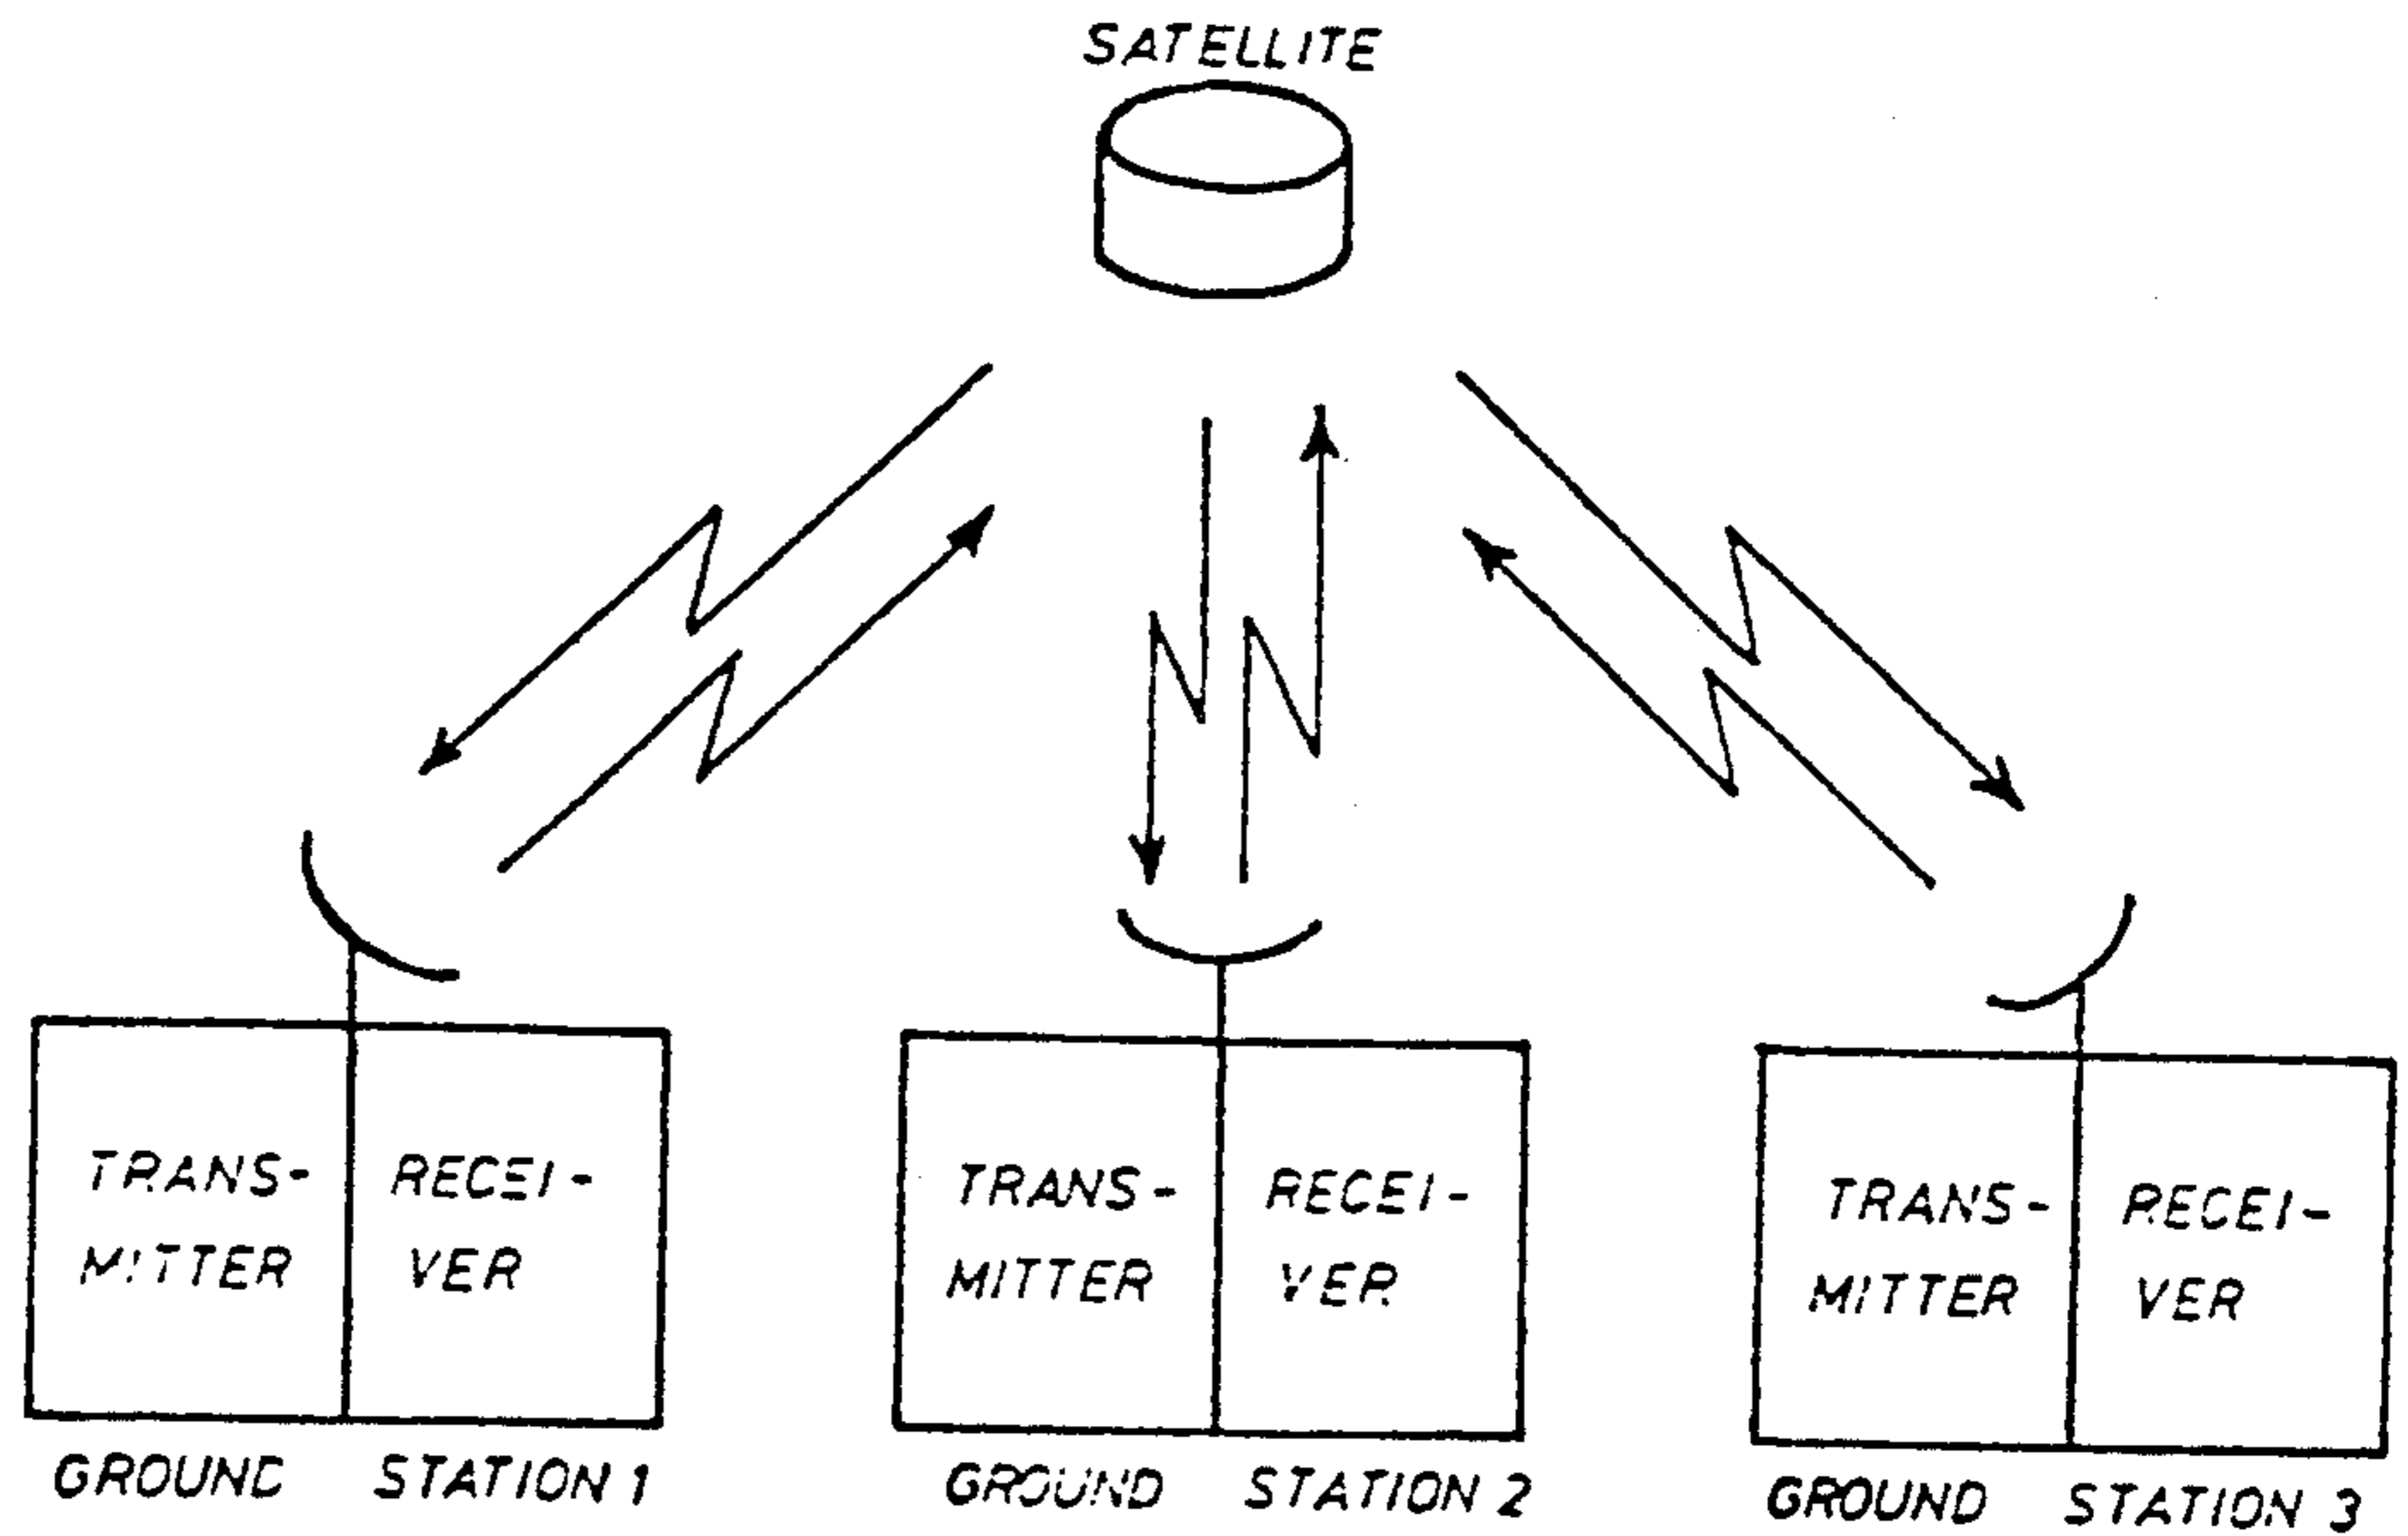 SATELLITE
TRANS-
MITTER
RECEI-
VER
GROUND STATION 1
TRANS-
MITTER
RECEI-
VER
GROUND STATION 2
TRANS-
MITTER
RECEI-
VER
GROUND STATION 3